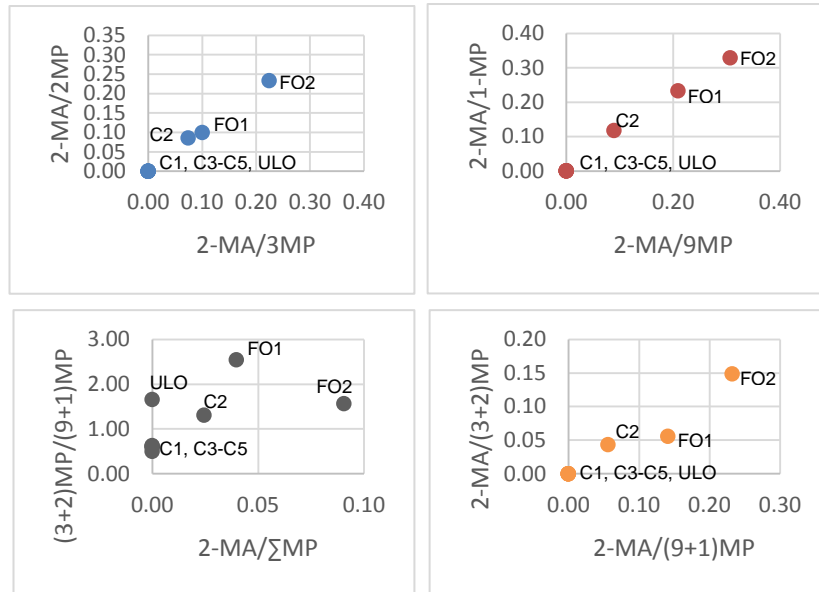 2-MA/2MP
0.35
0.30
0.25
0.20
0.15
0.10
0.05
0.00
FO2
FO1
C2
C1, C3-C5, ULO
0.00 0.10 0.20 0.30 0.40
2-MA/3MP
2-MA/1-MP
0.40
0.30
0.20
0.10
0.00
FO2
FO1
C2
C1, C3-C5, ULO
0.00 0.20 0.40
2-MA/9MP
(3+2)MP/(9+1)MP
3.00
2.00
1.00
0.00
FO1
ULO
FO2
C2
C1, C3-C5
0.00 0.05 0.10
2-MA/∑MP
2-MA/(3+2)MP
0.20
0.15
0.10
0.05
0.00
FO2
C2
FO1
C1, C3-C5, ULO
0.00 0.10 0.20 0.30
2-MA/(9+1)MP